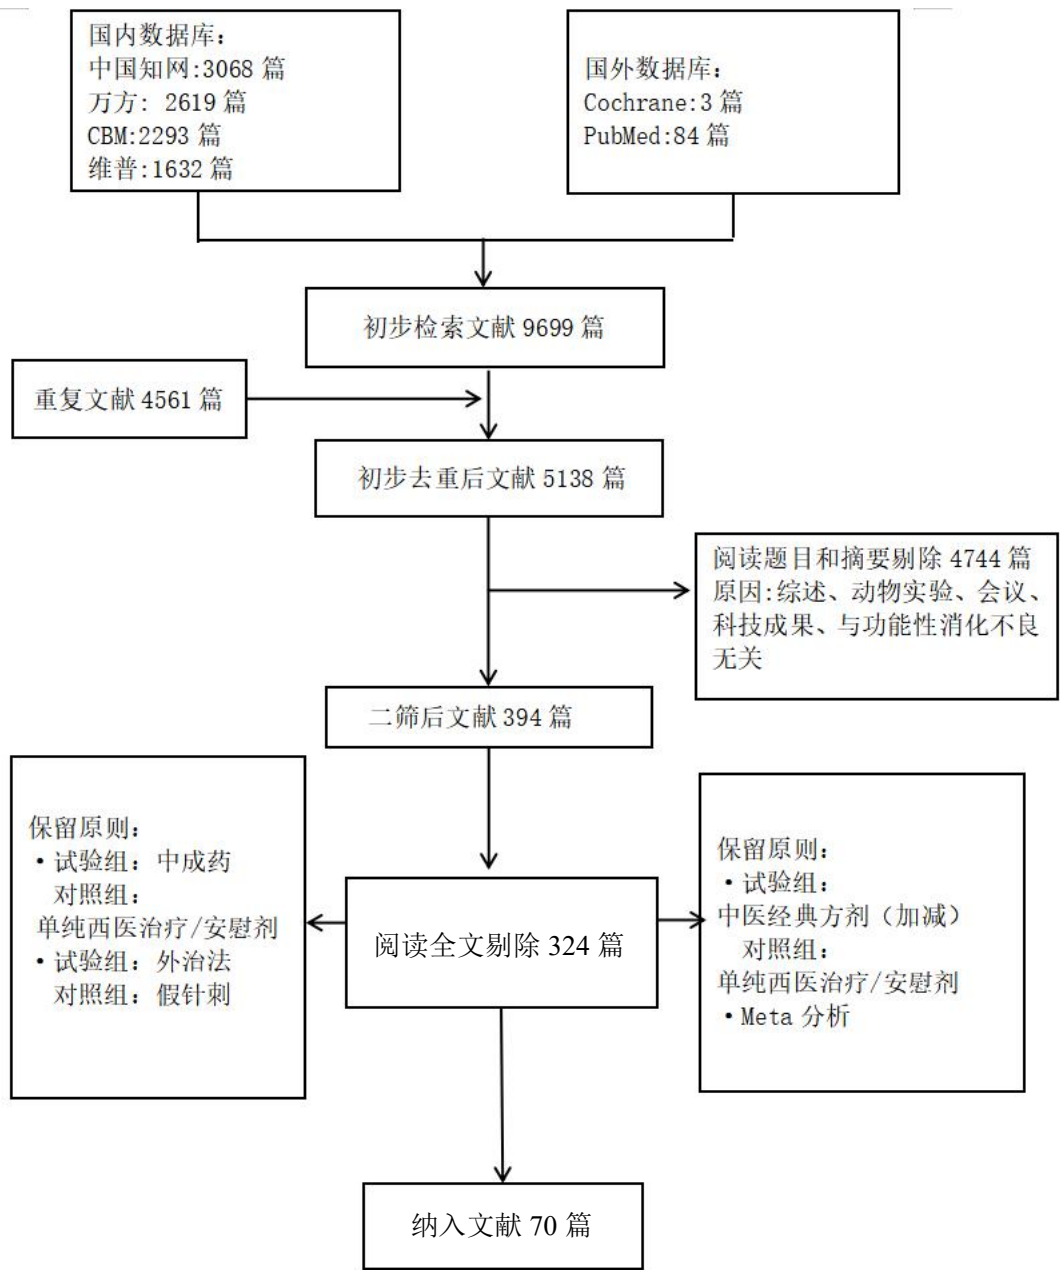 国内数据库：
中国知网:3068 篇
万方: 2619 篇
CBM:2293 篇
维普:1632 篇
国外数据库：
Cochrane:3 篇
PubMed:84 篇
初步检索文献 9699 篇
重复文献 4561 篇
初步去重后文献 5138 篇
阅读题目和摘要剔除 4744 篇
原因:综述、动物实验、会议、
科技成果、与功能性消化不良
无关
二筛后文献 394 篇
保留原则：
•试验组：中成药
对照组：
单纯西医治疗/安慰剂
•试验组：外治法
对照组：假针刺
阅读全文剔除 324 篇
保留原则：
•试验组：
中医经典方剂（加减）
对照组：
单纯西医治疗/安慰剂
•Meta 分析
纳入文献 70 篇